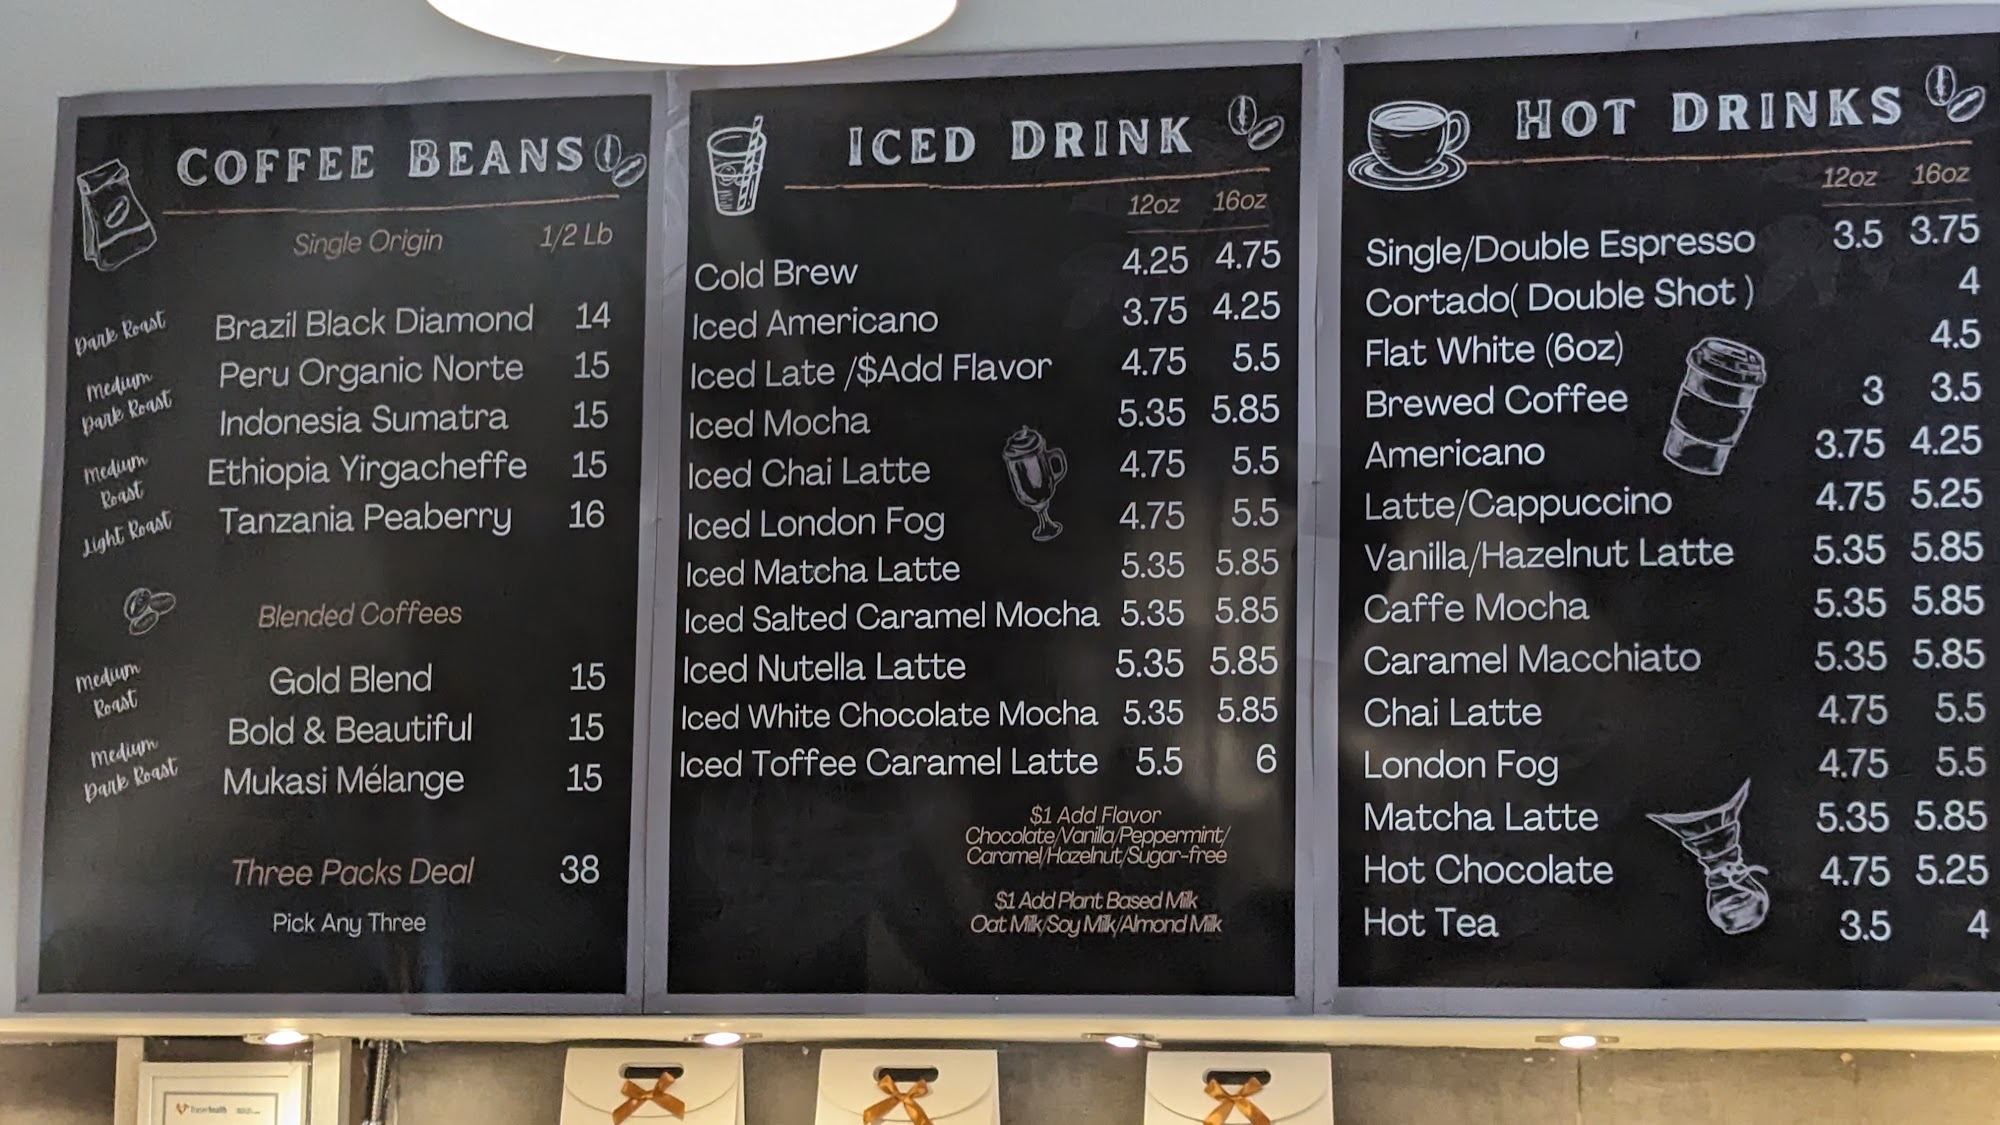 COFFEE BEANS
Single Origin 1/2 Lb
Dark Roast
Brazil Black Diamond 14
Medium
Dark Roast
Peru Organic Norte 15
Indonesia Sumatra 15
Medium
Roast
Ethiopia Yirgacheffe 15
Light Roast
Tanzania Peaberry 16
Blended Coffees
Medium
Roast
Gold Blend 15
Bold & Beautiful 15
Medium
Dark Roast
Mukasi Mélange 15
Three Packs Deal 38
Pick Any Three
ICED DRINK
12oz 16oz
Cold Brew 4.25 4.75
Iced Americano 3.75 4.25
Iced Late /$Add Flavor 4.75 5.5
Iced Mocha 5.35 5.85
Iced Chai Latte 4.75 5.5
Iced London Fog 4.75 5.5
Iced Matcha Latte 5.35 5.85
Iced Salted Caramel Mocha 5.35 5.85
Iced Nutella Latte 5.35 5.85
Iced White Chocolate Mocha 5.35 5.85
Iced Toffee Caramel Latte 5.5 6
$1 Add Flavor
Chocolate/Vanilla/Peppermint/
Caramel/Hazelnut/Sugar-free
$1 Add Plant Based Milk
Oat Milk/Soy Milk/Almond Milk
HOT DRINKS
12oz 16oz
Single/Double Espresso 3.5 3.75
Cortado( Double Shot ) 4
Flat White (6oz) 4.5
Brewed Coffee 3 3.5
Americano 3.75 4.25
Latte/Cappuccino 4.75 5.25
Vanilla/Hazelnut Latte 5.35 5.85
Caffe Mocha 5.35 5.85
Caramel Macchiato 5.35 5.85
Chai Latte 4.75 5.5
London Fog 4.75 5.5
Matcha Latte 5.35 5.85
Hot Chocolate 4.75 5.25
Hot Tea 3.5 4
fraserhealth